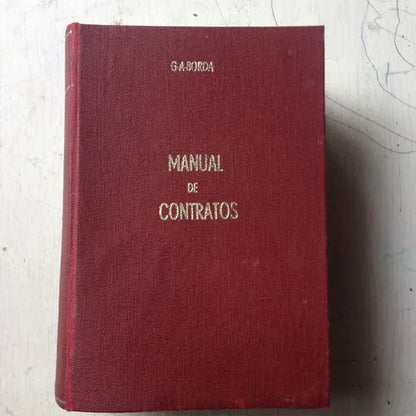 G·A·BORDA
MANUAL
DE
CONTRATOS